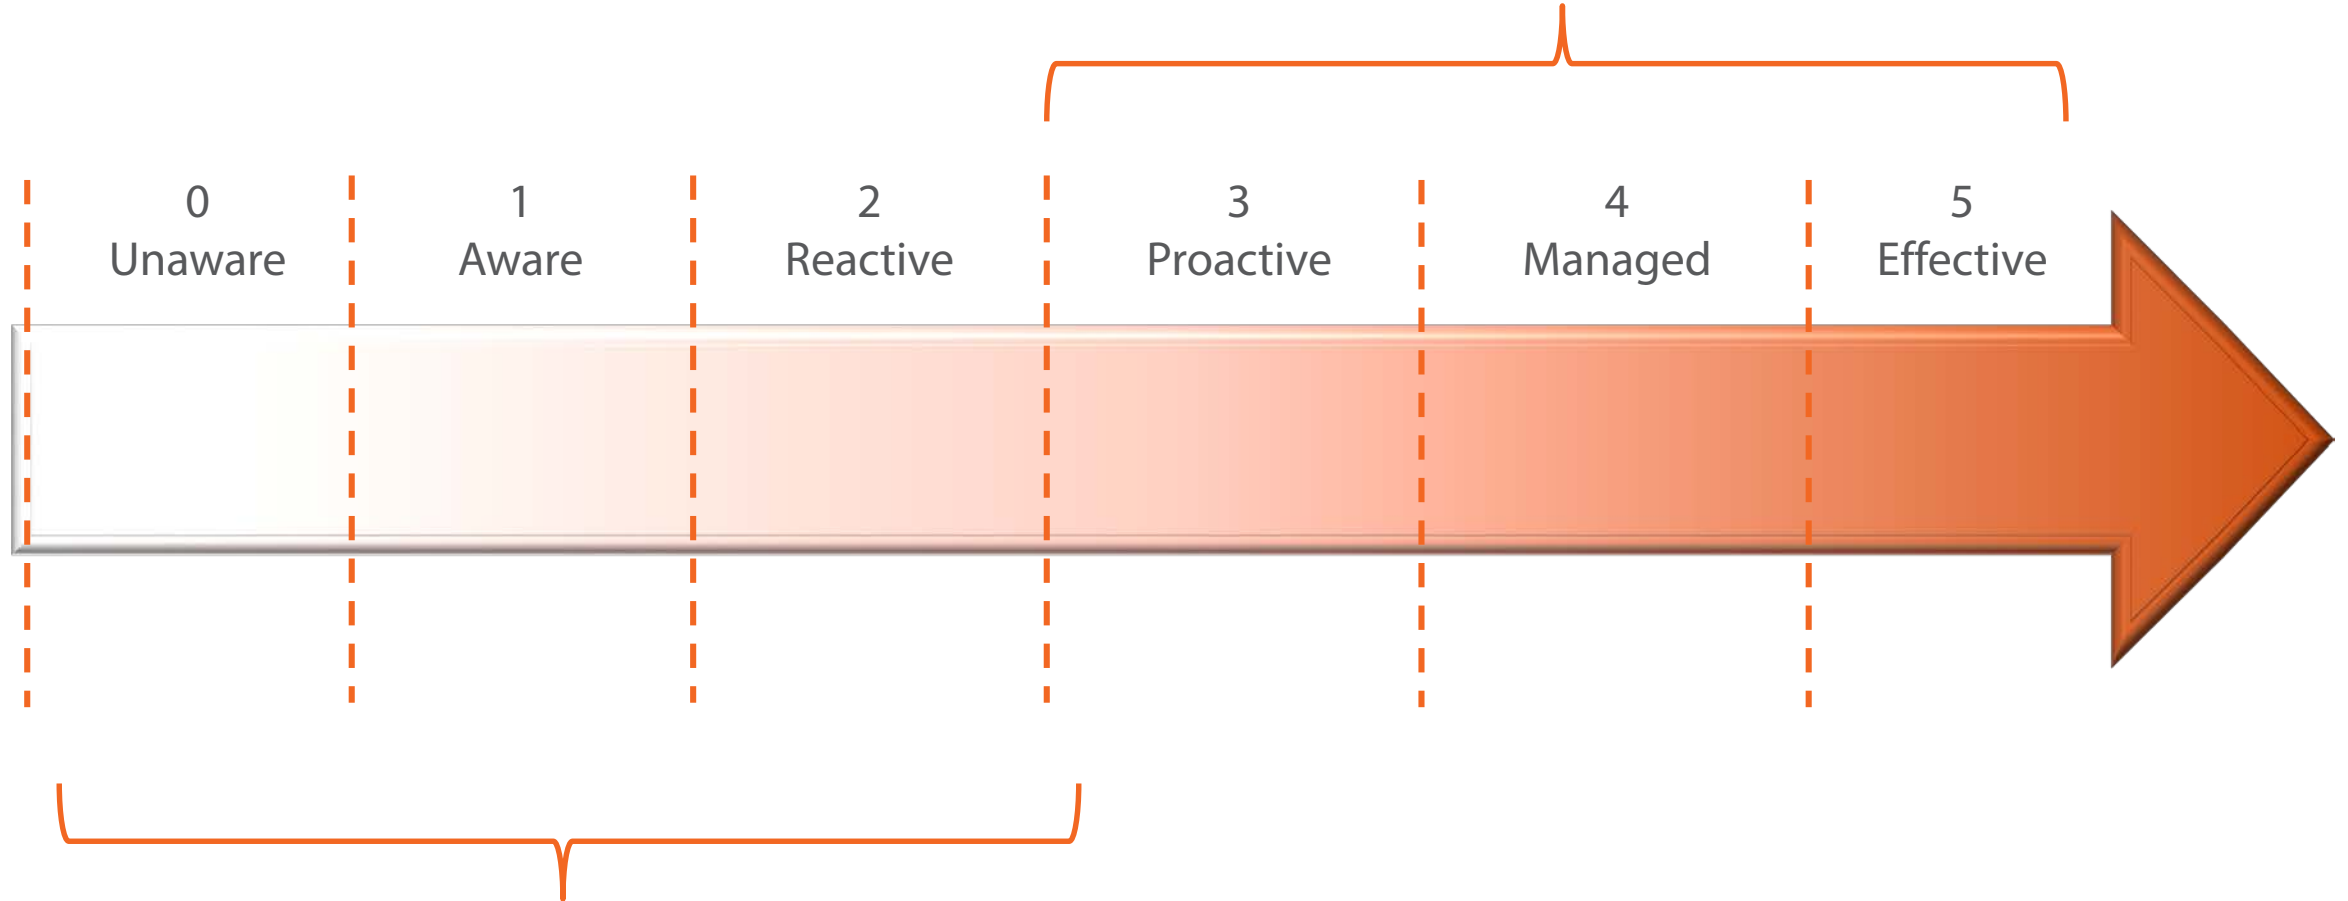 0
Unaware
1
Aware
2
Reactive
3
Proactive
4
Managed
5
Effective